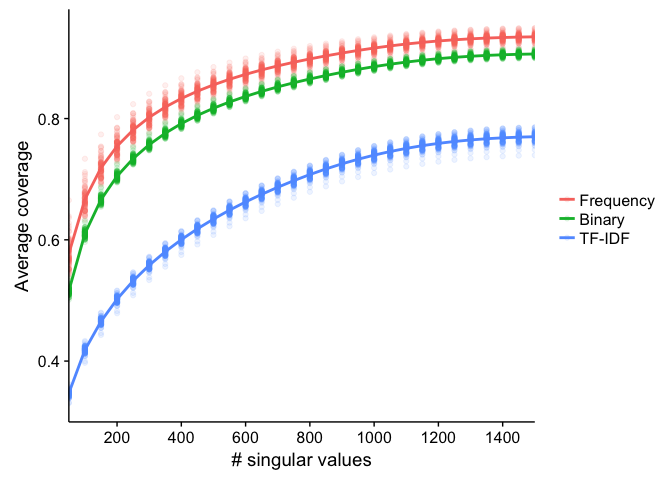 Average coverage
0.8
0.6
0.4
200 400 600 800 1000 1200 1400
# singular values
Frequency
Binary
TF-IDF